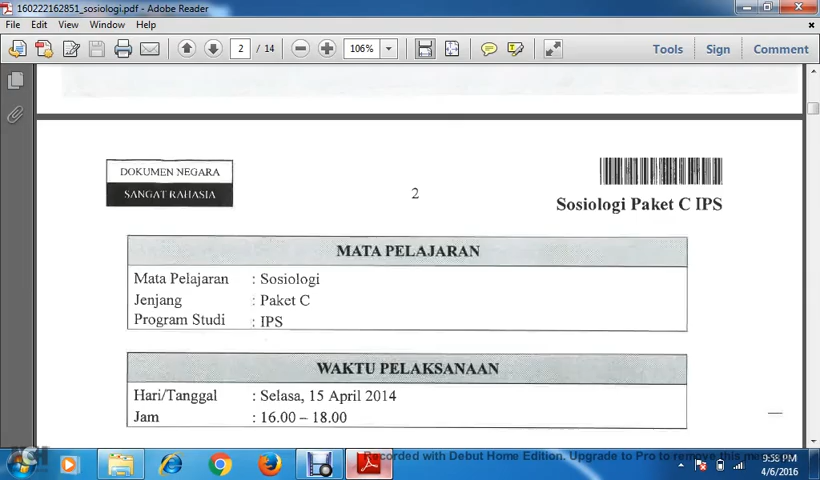 160222162851_sosiologi.pdf - Adobe Reader
File Edit View Window Help
2 / 14 106% Tools Sign Comment
DOKUMEN NEGARA
SANGAT RAHASIA
2
Sosiologi Paket C IPS
MATA PELAJARAN
Mata Pelajaran : Sosiologi
Jenjang : Paket C
Program Studi : IPS
WAKTU PELAKSANAAN
Hari/Tanggal : Selasa, 15 April 2014
Jam : 16.00 – 18.00
Recorded with Debut Home Edition. Upgrade to Pro to remove this
9:58 PM
4/6/2016